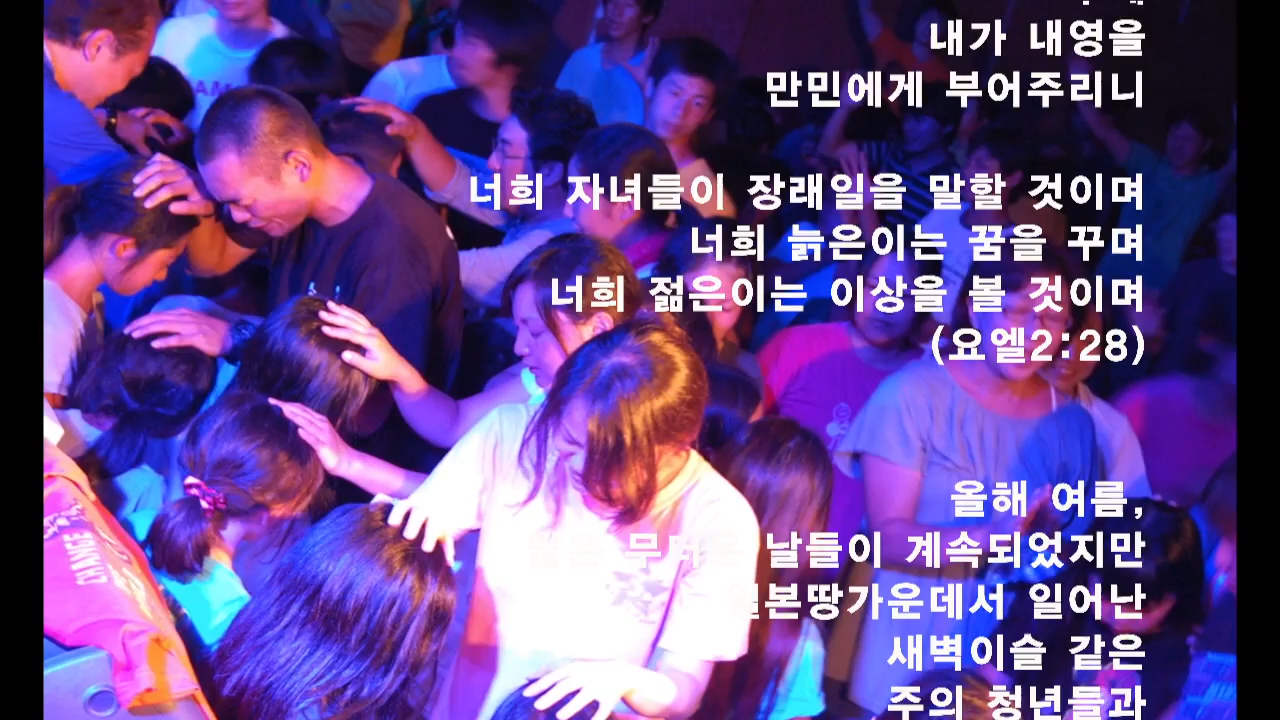 내가 내영을
만민에게 부어주리니
너희 자녀들이 장래일을 말할 것이며
너희 늙은이는 꿈을 꾸며
너희 젊은이는 이상을 볼 것이며
(요엘2:28)
올해 여름,
날들이 계속되었지만
일본땅가운데서 일어난
새벽이슬 같은
주의 청년들과
CHANGE